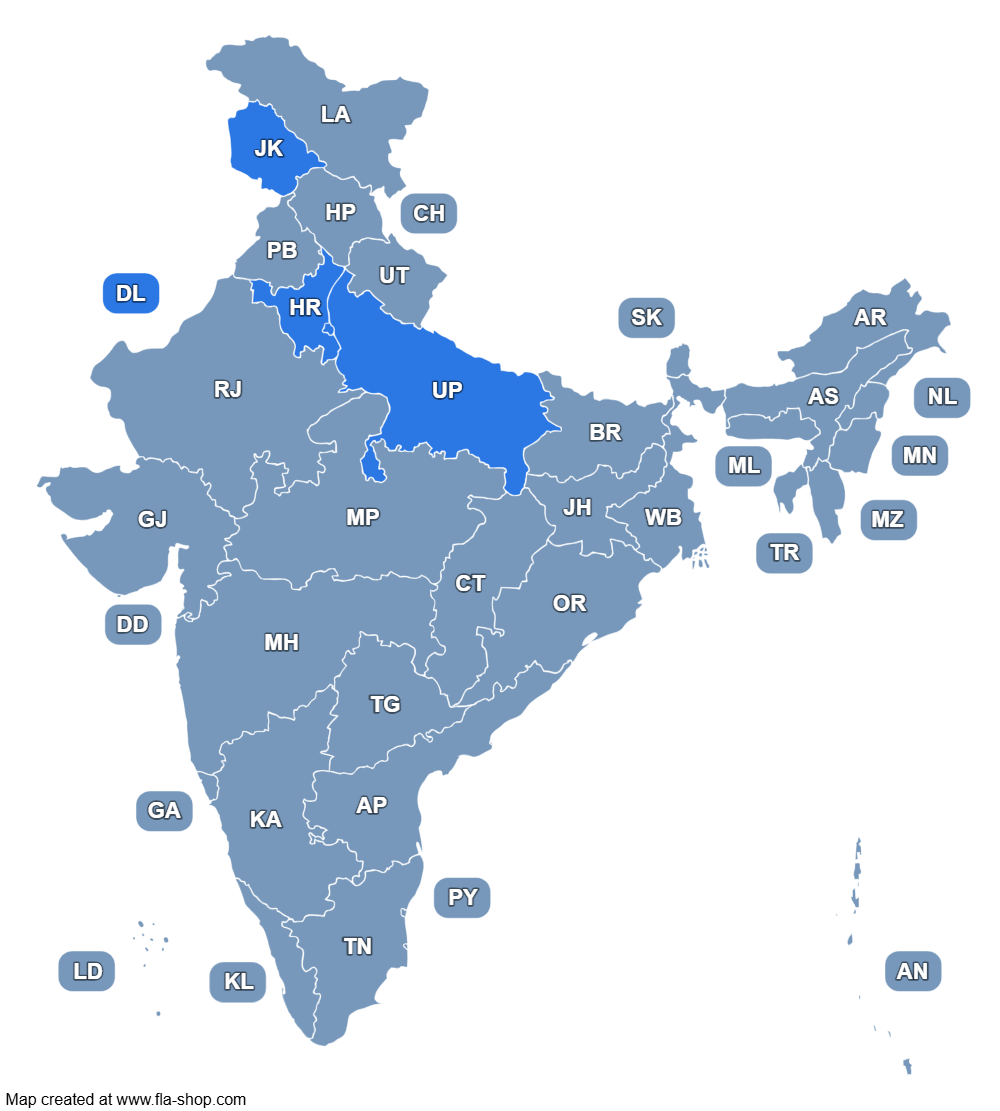 LA
JK
HP
CH
PB
UT
DL
HR
SK
AR
RJ
UP
AS
NL
BR
ML
MN
GJ
MP
JH
WB
MZ
TR
CT
OR
DD
MH
TG
GA
KA
AP
PY
TN
LD
KL
AN
Map created at www.fla-shop.com